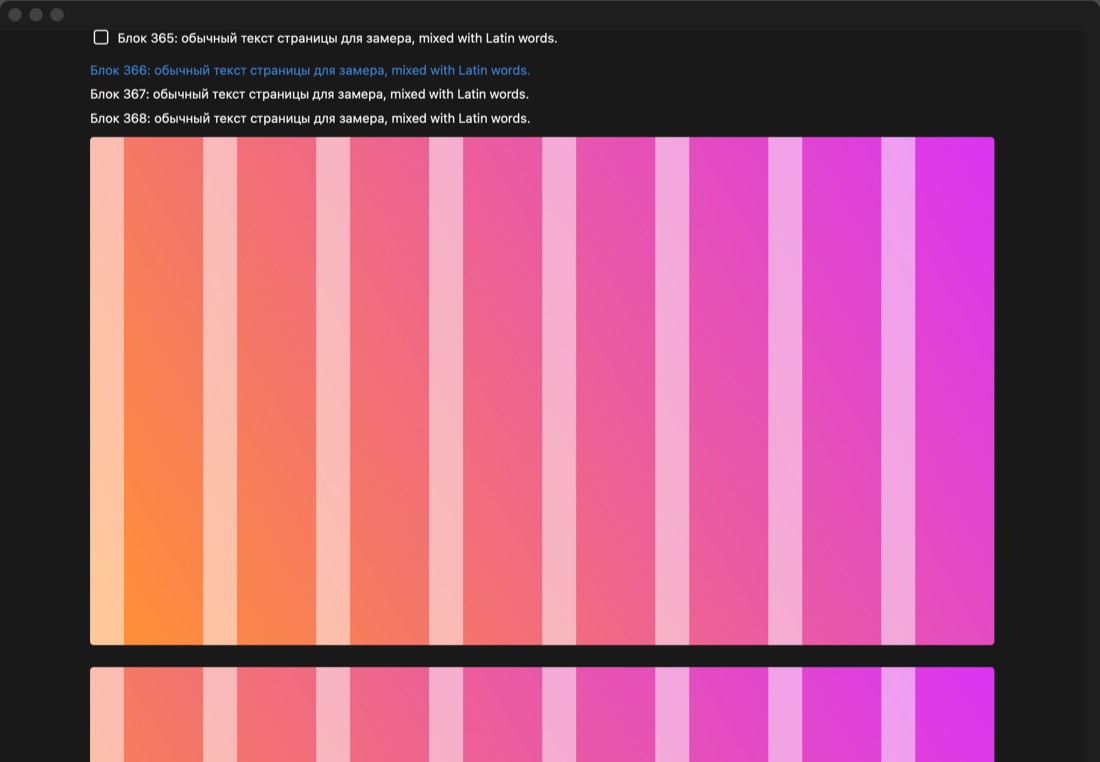 Блок 365: обычный текст страницы для замера, mixed with Latin words.
Блок 366: обычный текст страницы для замера, mixed with Latin words.
Блок 367: обычный текст страницы для замера, mixed with Latin words.
Блок 368: обычный текст страницы для замера, mixed with Latin words.